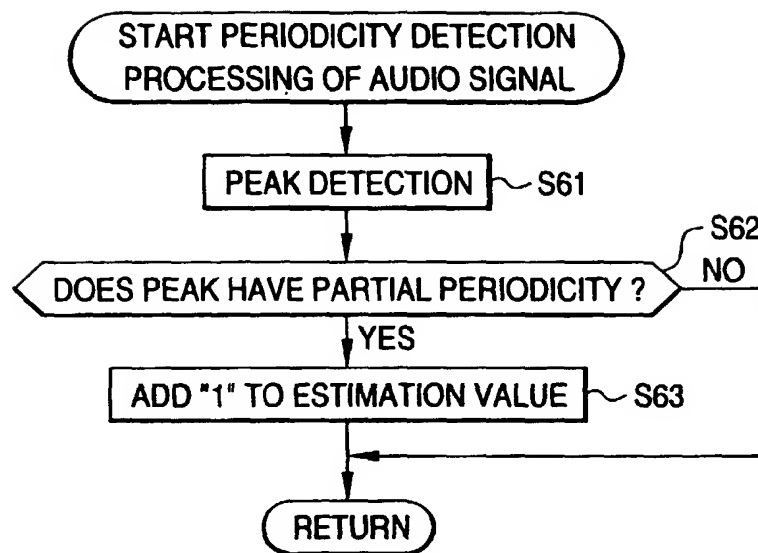 START PERIODICITY DETECTION
PROCESSING OF AUDIO SIGNAL
PEAK DETECTION
S61
S62
DOES PEAK HAVE PARTIAL PERIODICITY ?
NO
YES
ADD "1" TO ESTIMATION VALUE
S63
RETURN